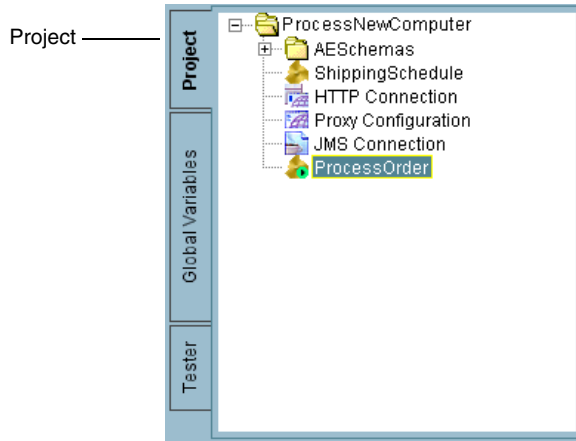 Project
Project
Global Variables
Tester
ProcessNewComputer
AESchemas
ShippingSchedule
HTTP Connection
Proxy Configuration
JMS Connection
ProcessOrder